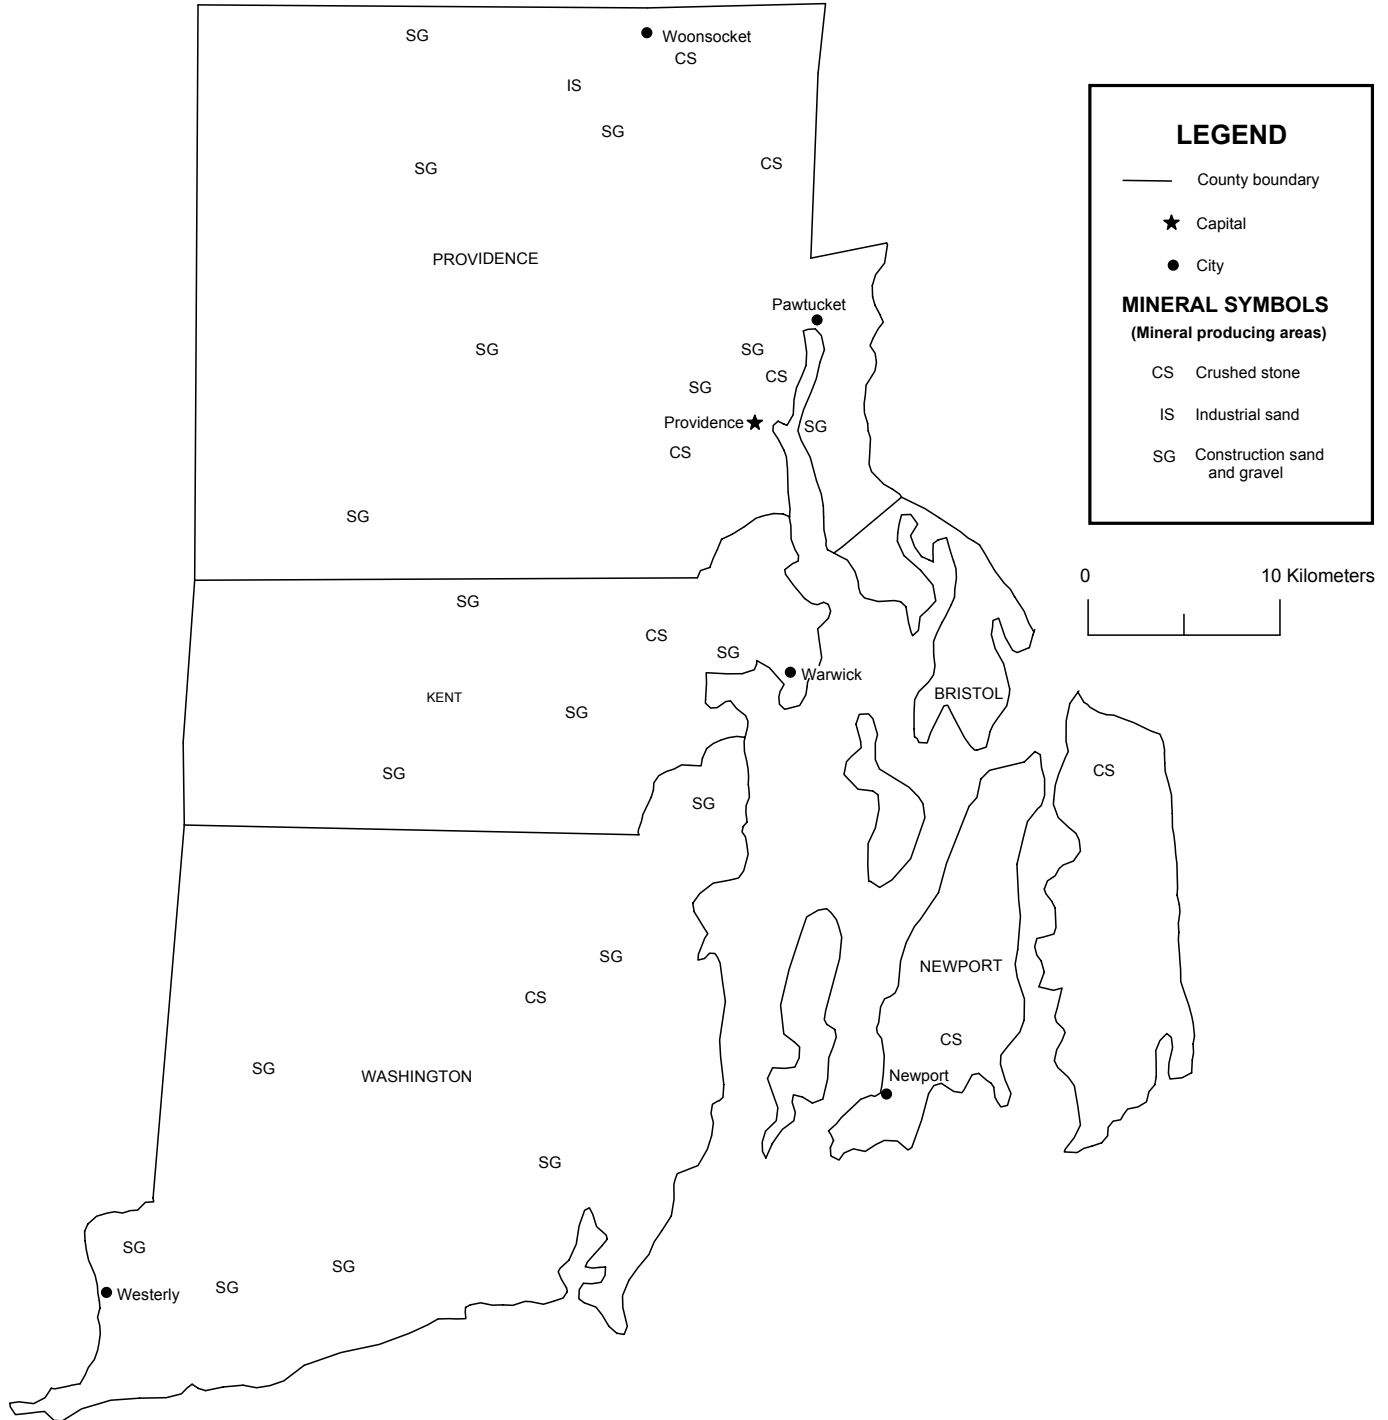 SG
Woonsocket
CS
IS
SG
SG
CS
PROVIDENCE
Pawtucket
SG
SG
CS
SG
Providence
SG
CS
SG
SG
CS
SG
Warwick
KENT
SG
SG
SG
BRISTOL
CS
SG
CS
NEWPORT
CS
SG
WASHINGTON
Newport
SG
SG
SG
SG
Westerly
LEGEND
County boundary
Capital
City
MINERAL SYMBOLS
(Mineral producing areas)
CS Crushed stone
IS Industrial sand
SG Construction sand
and gravel
0 10 Kilometers